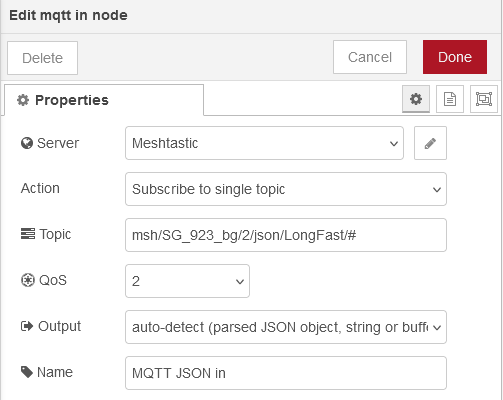 Edit mqtt in node
Delete
Cancel
Done
Properties
Server
Meshtastic
Action
Subscribe to single topic
Topic
msh/SG_923_bg/2/json/LongFast/#
QoS
2
Output
auto-detect (parsed JSON object, string or buffe
Name
MQTT JSON in